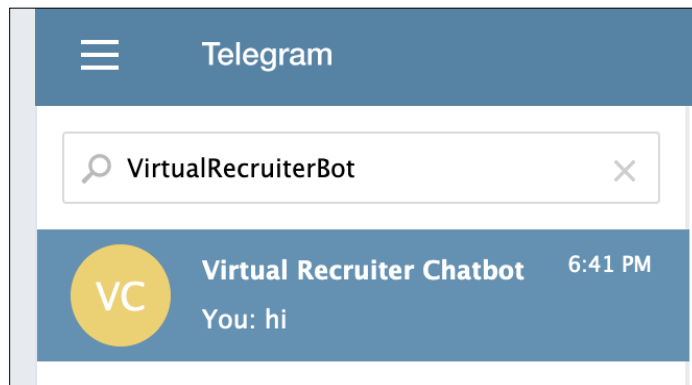 Telegram
VirtualRecruiterBot
VC
Virtual Recruiter Chatbot 6:41 PM
You: hi